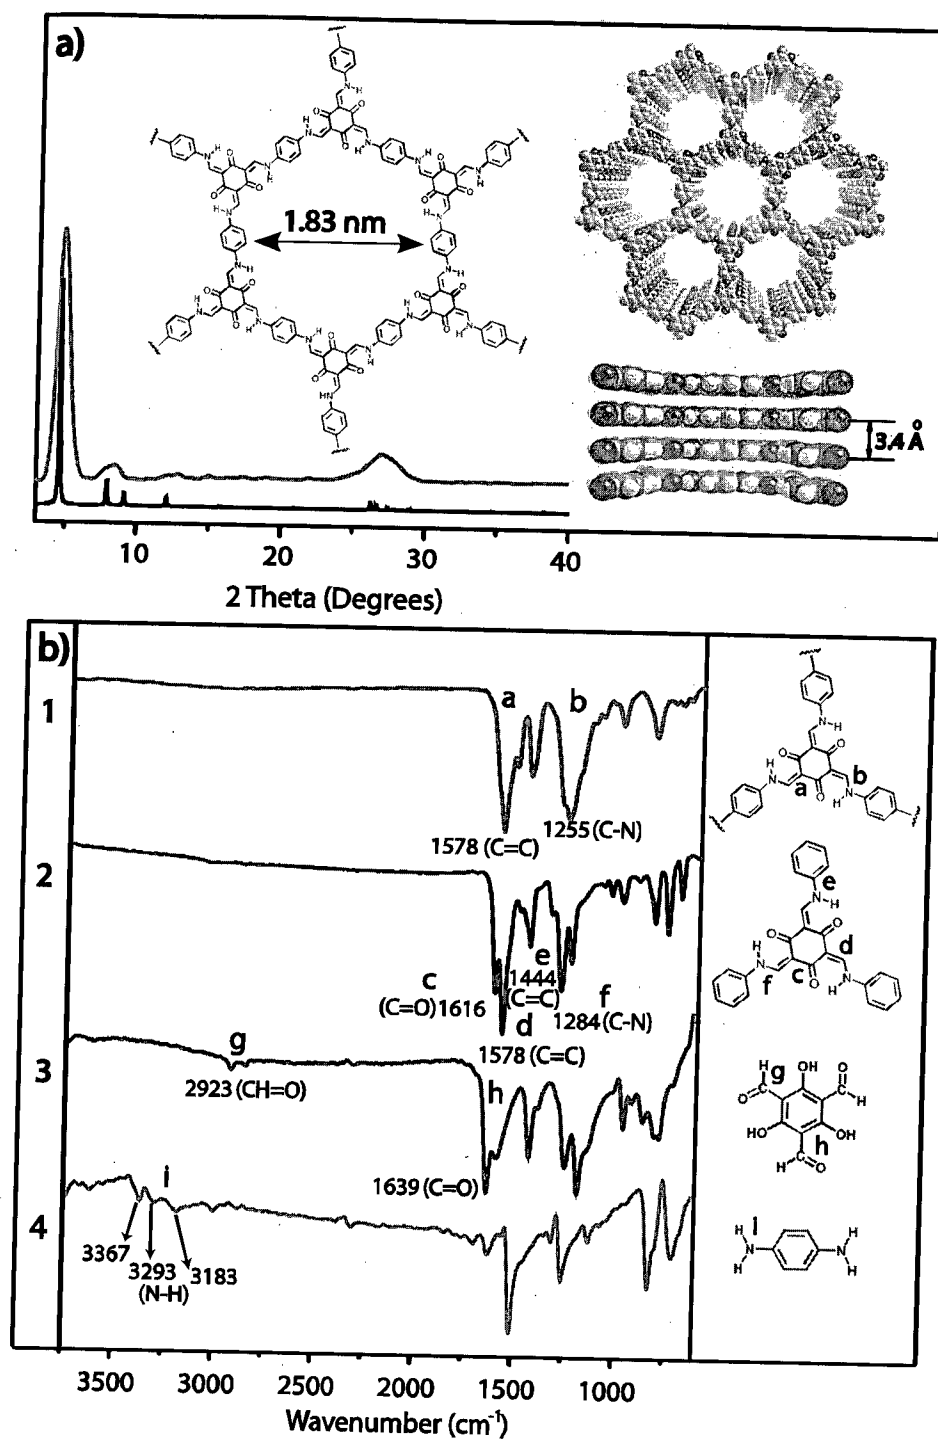 a)
1.83 nm
3.4 Å
10
20
30
40
2 Theta (Degrees)
b)
1
a
b
1578 (C=C)
1255 (C-N)
2
c
(C=O) 1616
e
1444
(C=C)
d
1578 (C=C)
f
1284 (C-N)
3
g
2923 (CH=O)
h
1639 (C=O)
4
i
3367
3293
(N-H)
3183
3500
3000
2500
2000
1500
1000
Wavenumber (cm-1)
a
b
e
d
c
f
g
h
i